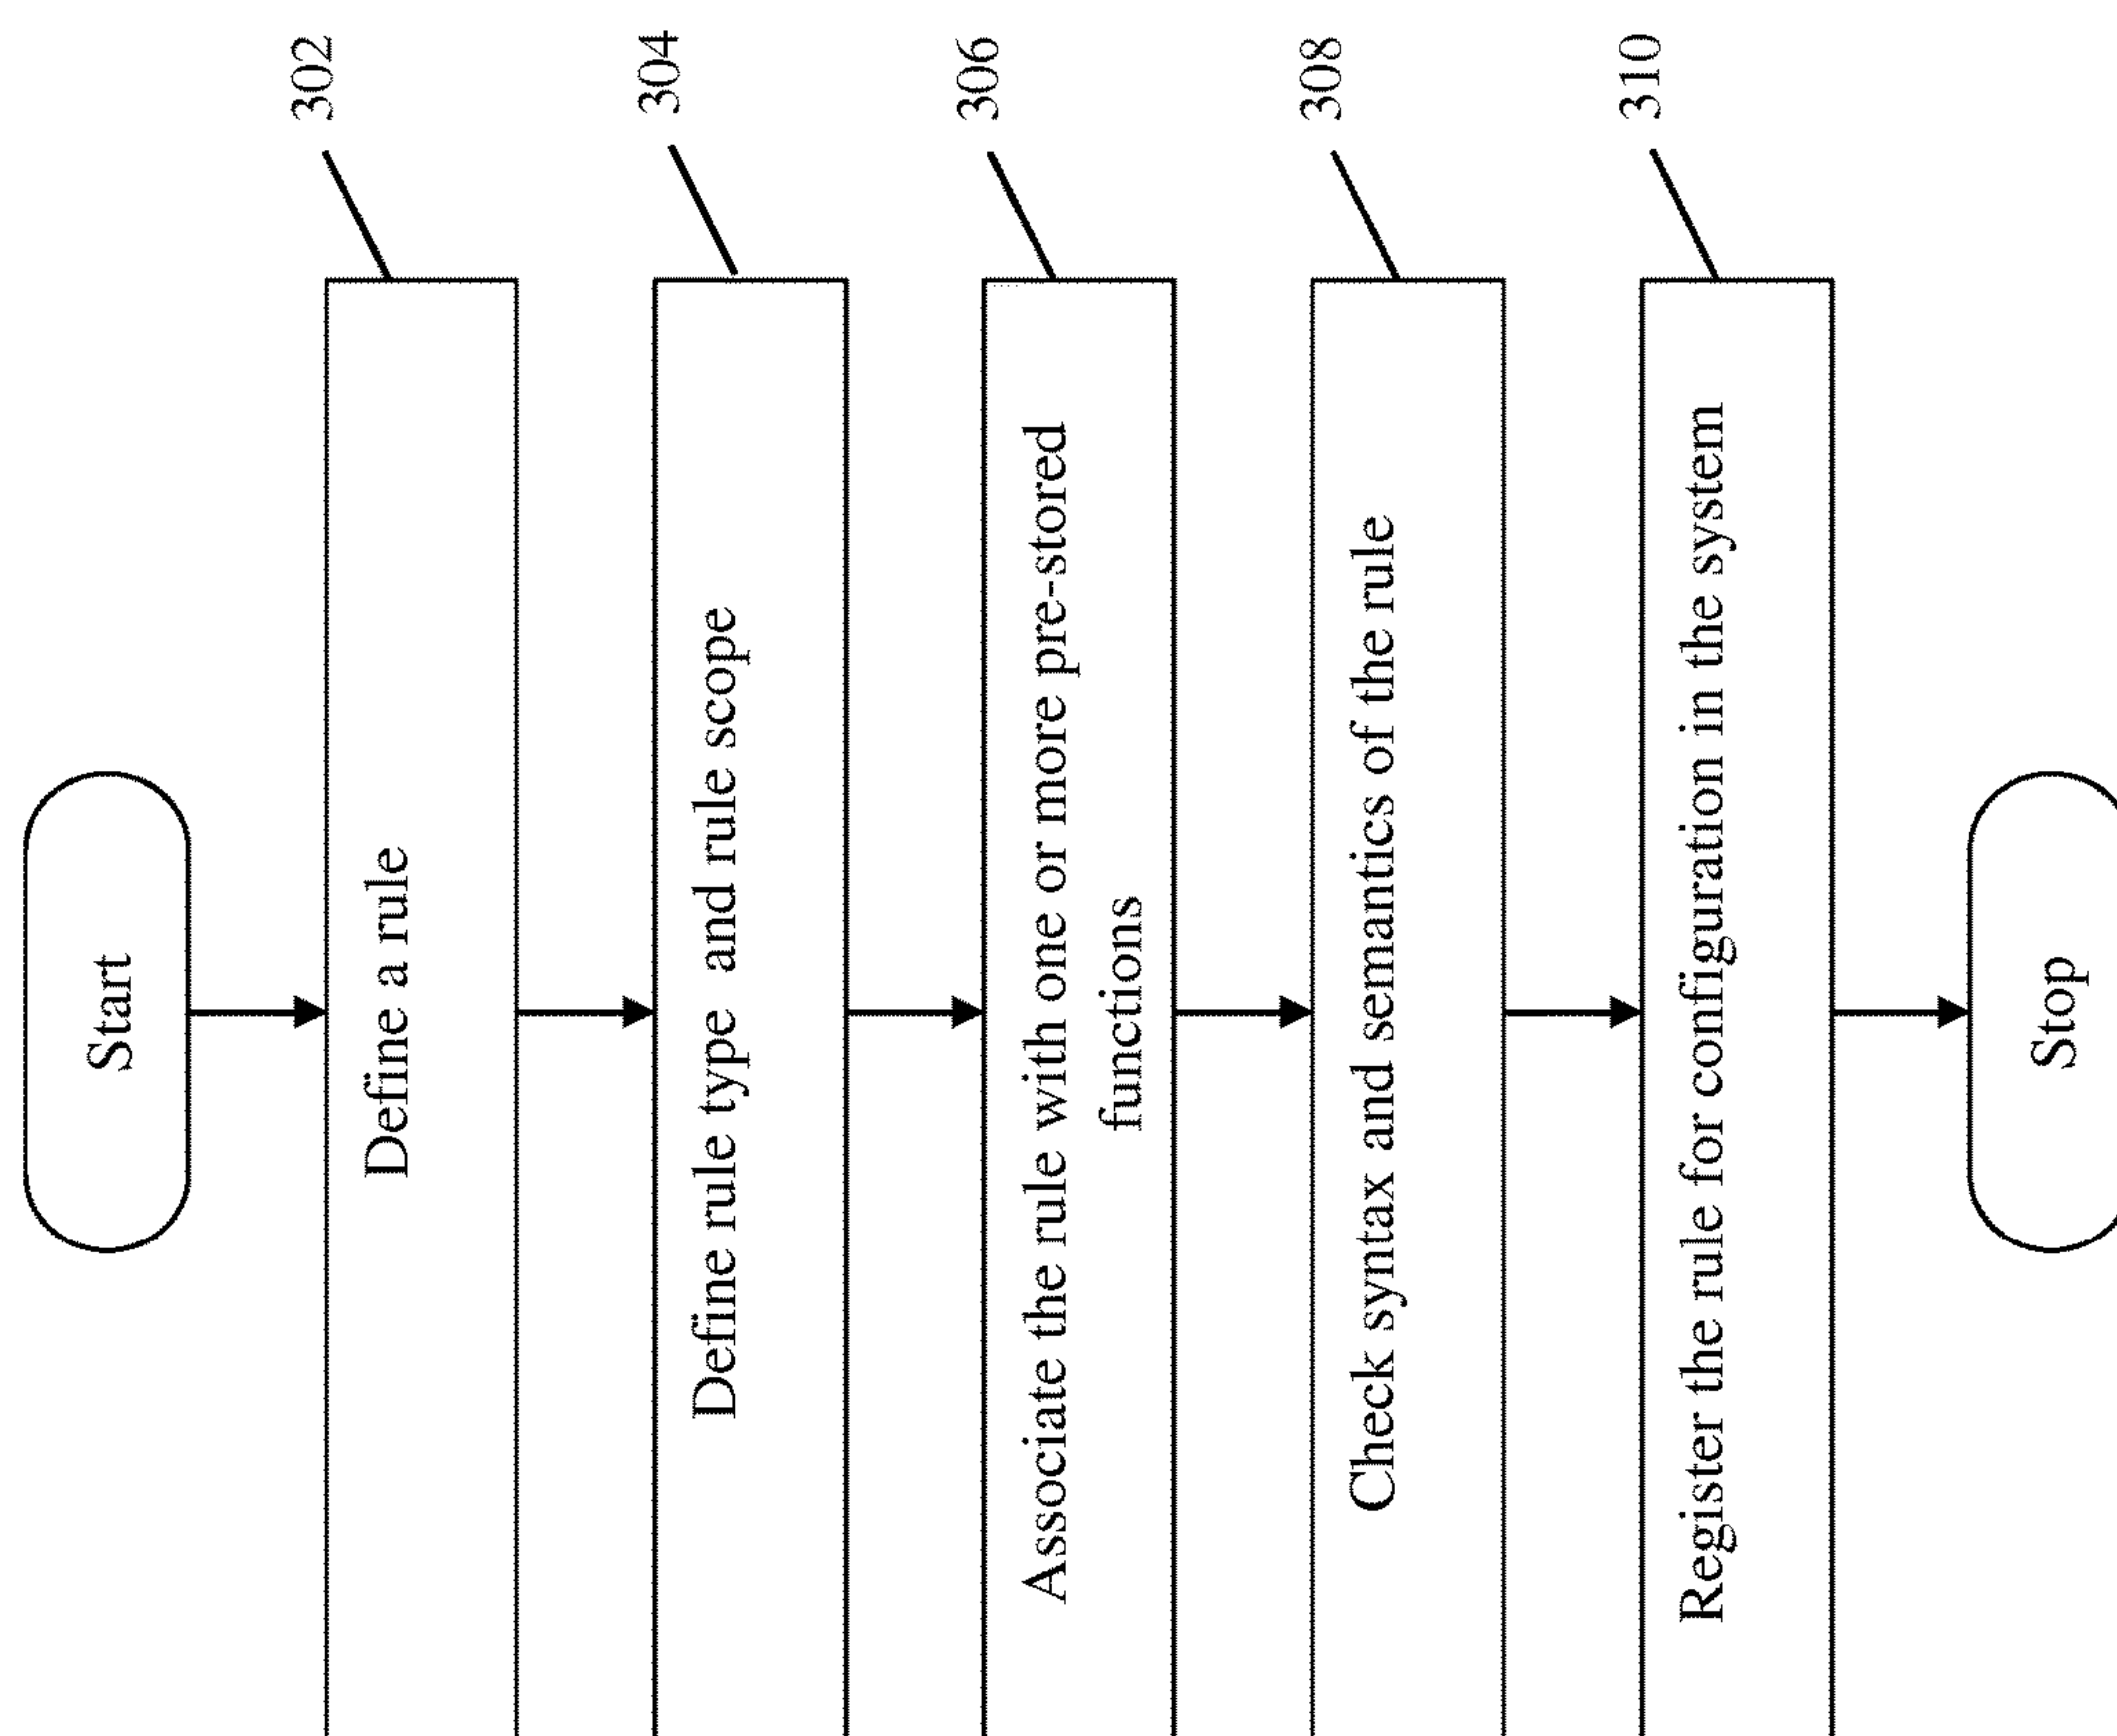 Start
302
Define a rule
304
Define rule type and rule scope
306
Associate the rule with one or more pre-stored
functions
308
Check syntax and semantics of the rule
310
Register the rule for configuration in the system
Stop